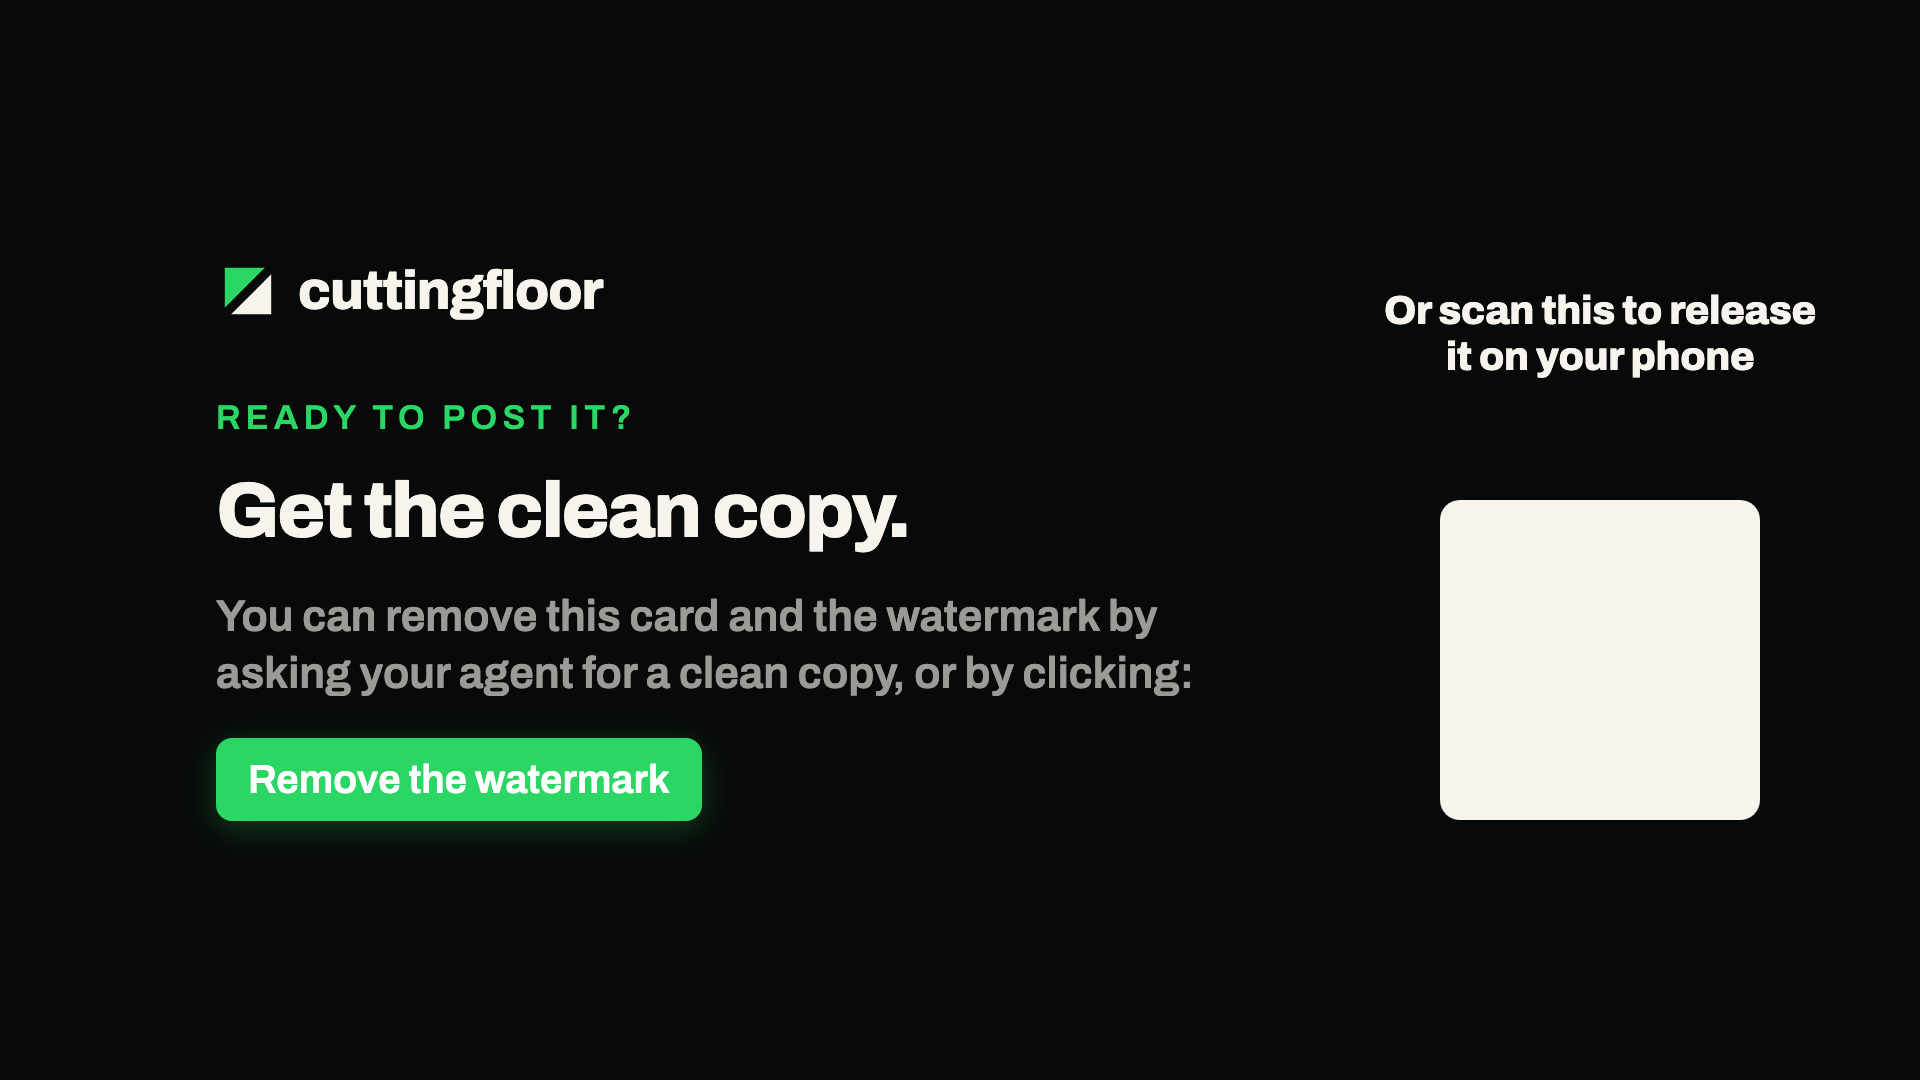 cuttingfloor
READY TO POST IT?
Get the clean copy.
You can remove this card and the watermark by
asking your agent for a clean copy, or by clicking:
Remove the watermark
Or scan this to release
it on your phone